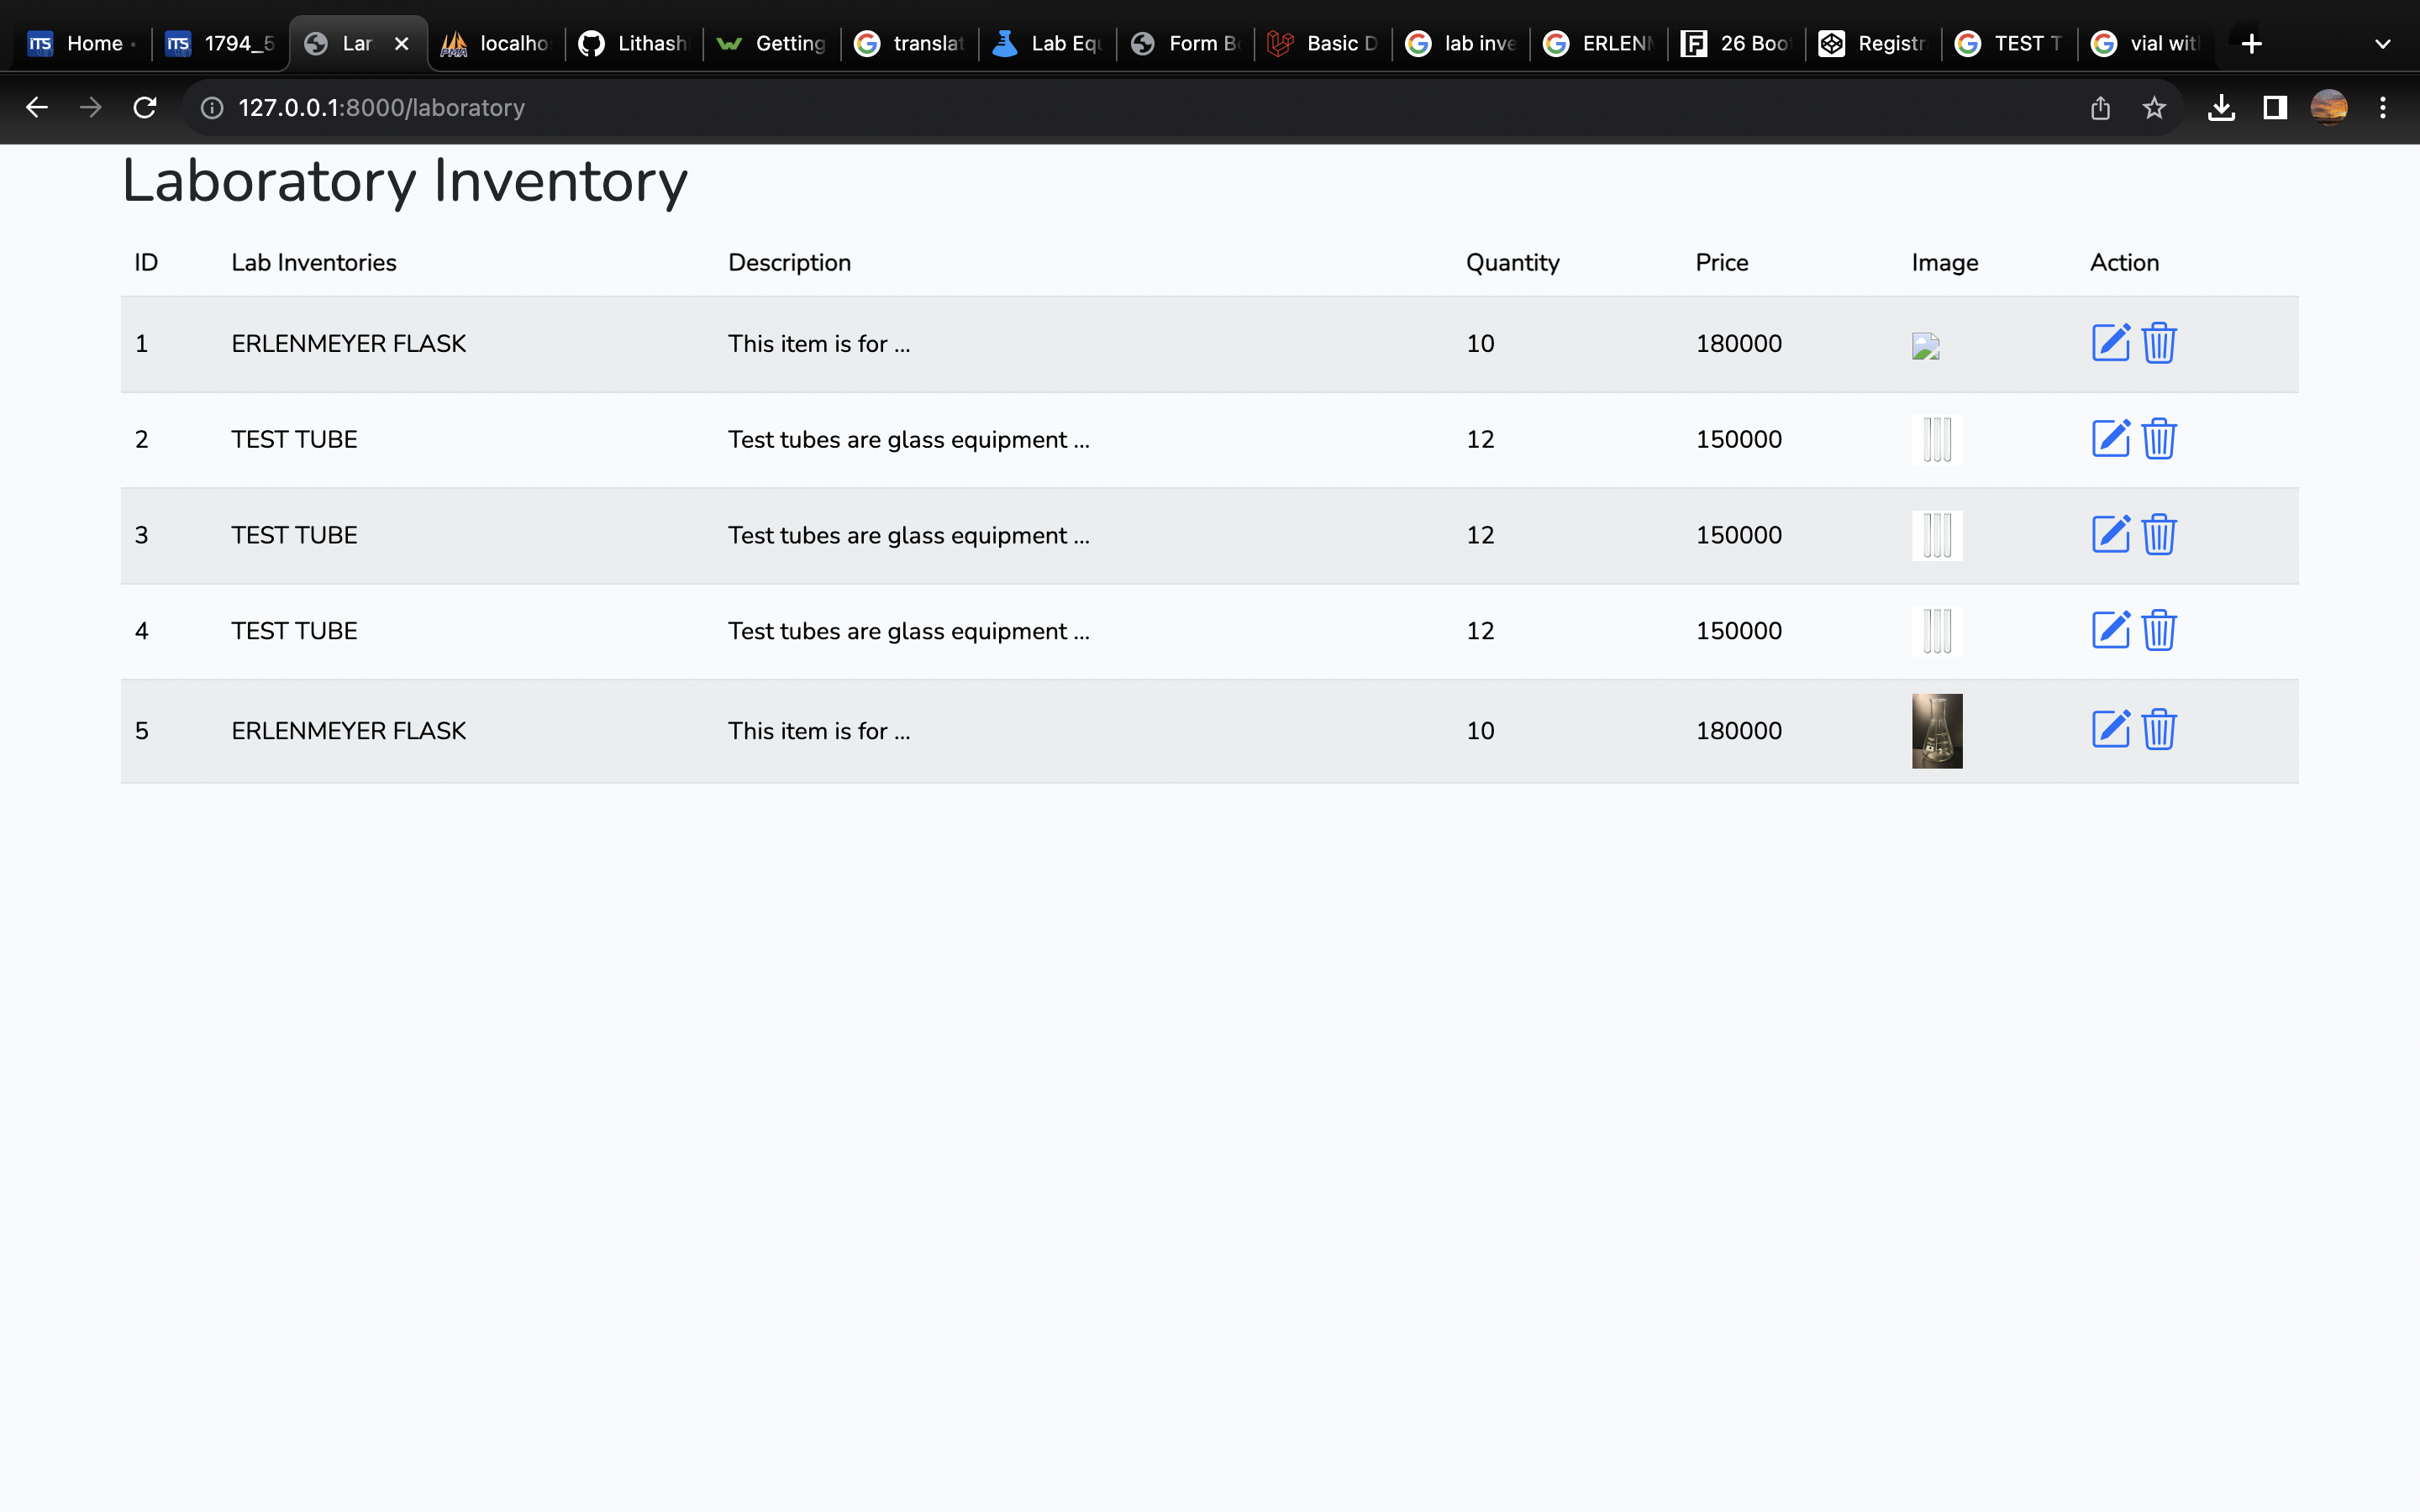 Home 1794_5 Lar localho Lithash Getting translat Lab Equ Form B Basic D lab inve ERLEN 26 Boo Registr TEST T vial wit
127.0.0.1:8000/laboratory
Laboratory Inventory
ID Lab Inventories Description Quantity Price Image Action
1 ERLENMEYER FLASK This item is for ... 10 180000
2 TEST TUBE Test tubes are glass equipment ... 12 150000
3 TEST TUBE Test tubes are glass equipment ... 12 150000
4 TEST TUBE Test tubes are glass equipment ... 12 150000
5 ERLENMEYER FLASK This item is for ... 10 180000